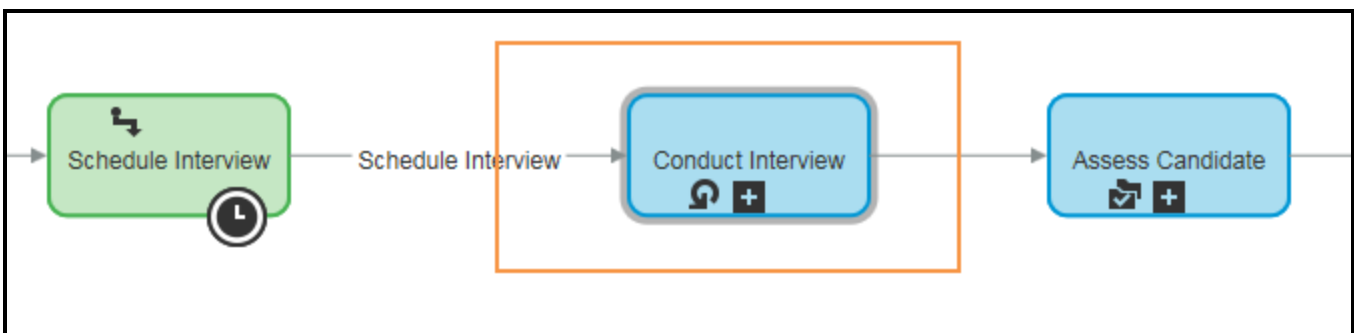 Schedule Interview
Schedule Interview
Conduct Interview
Assess Candidate